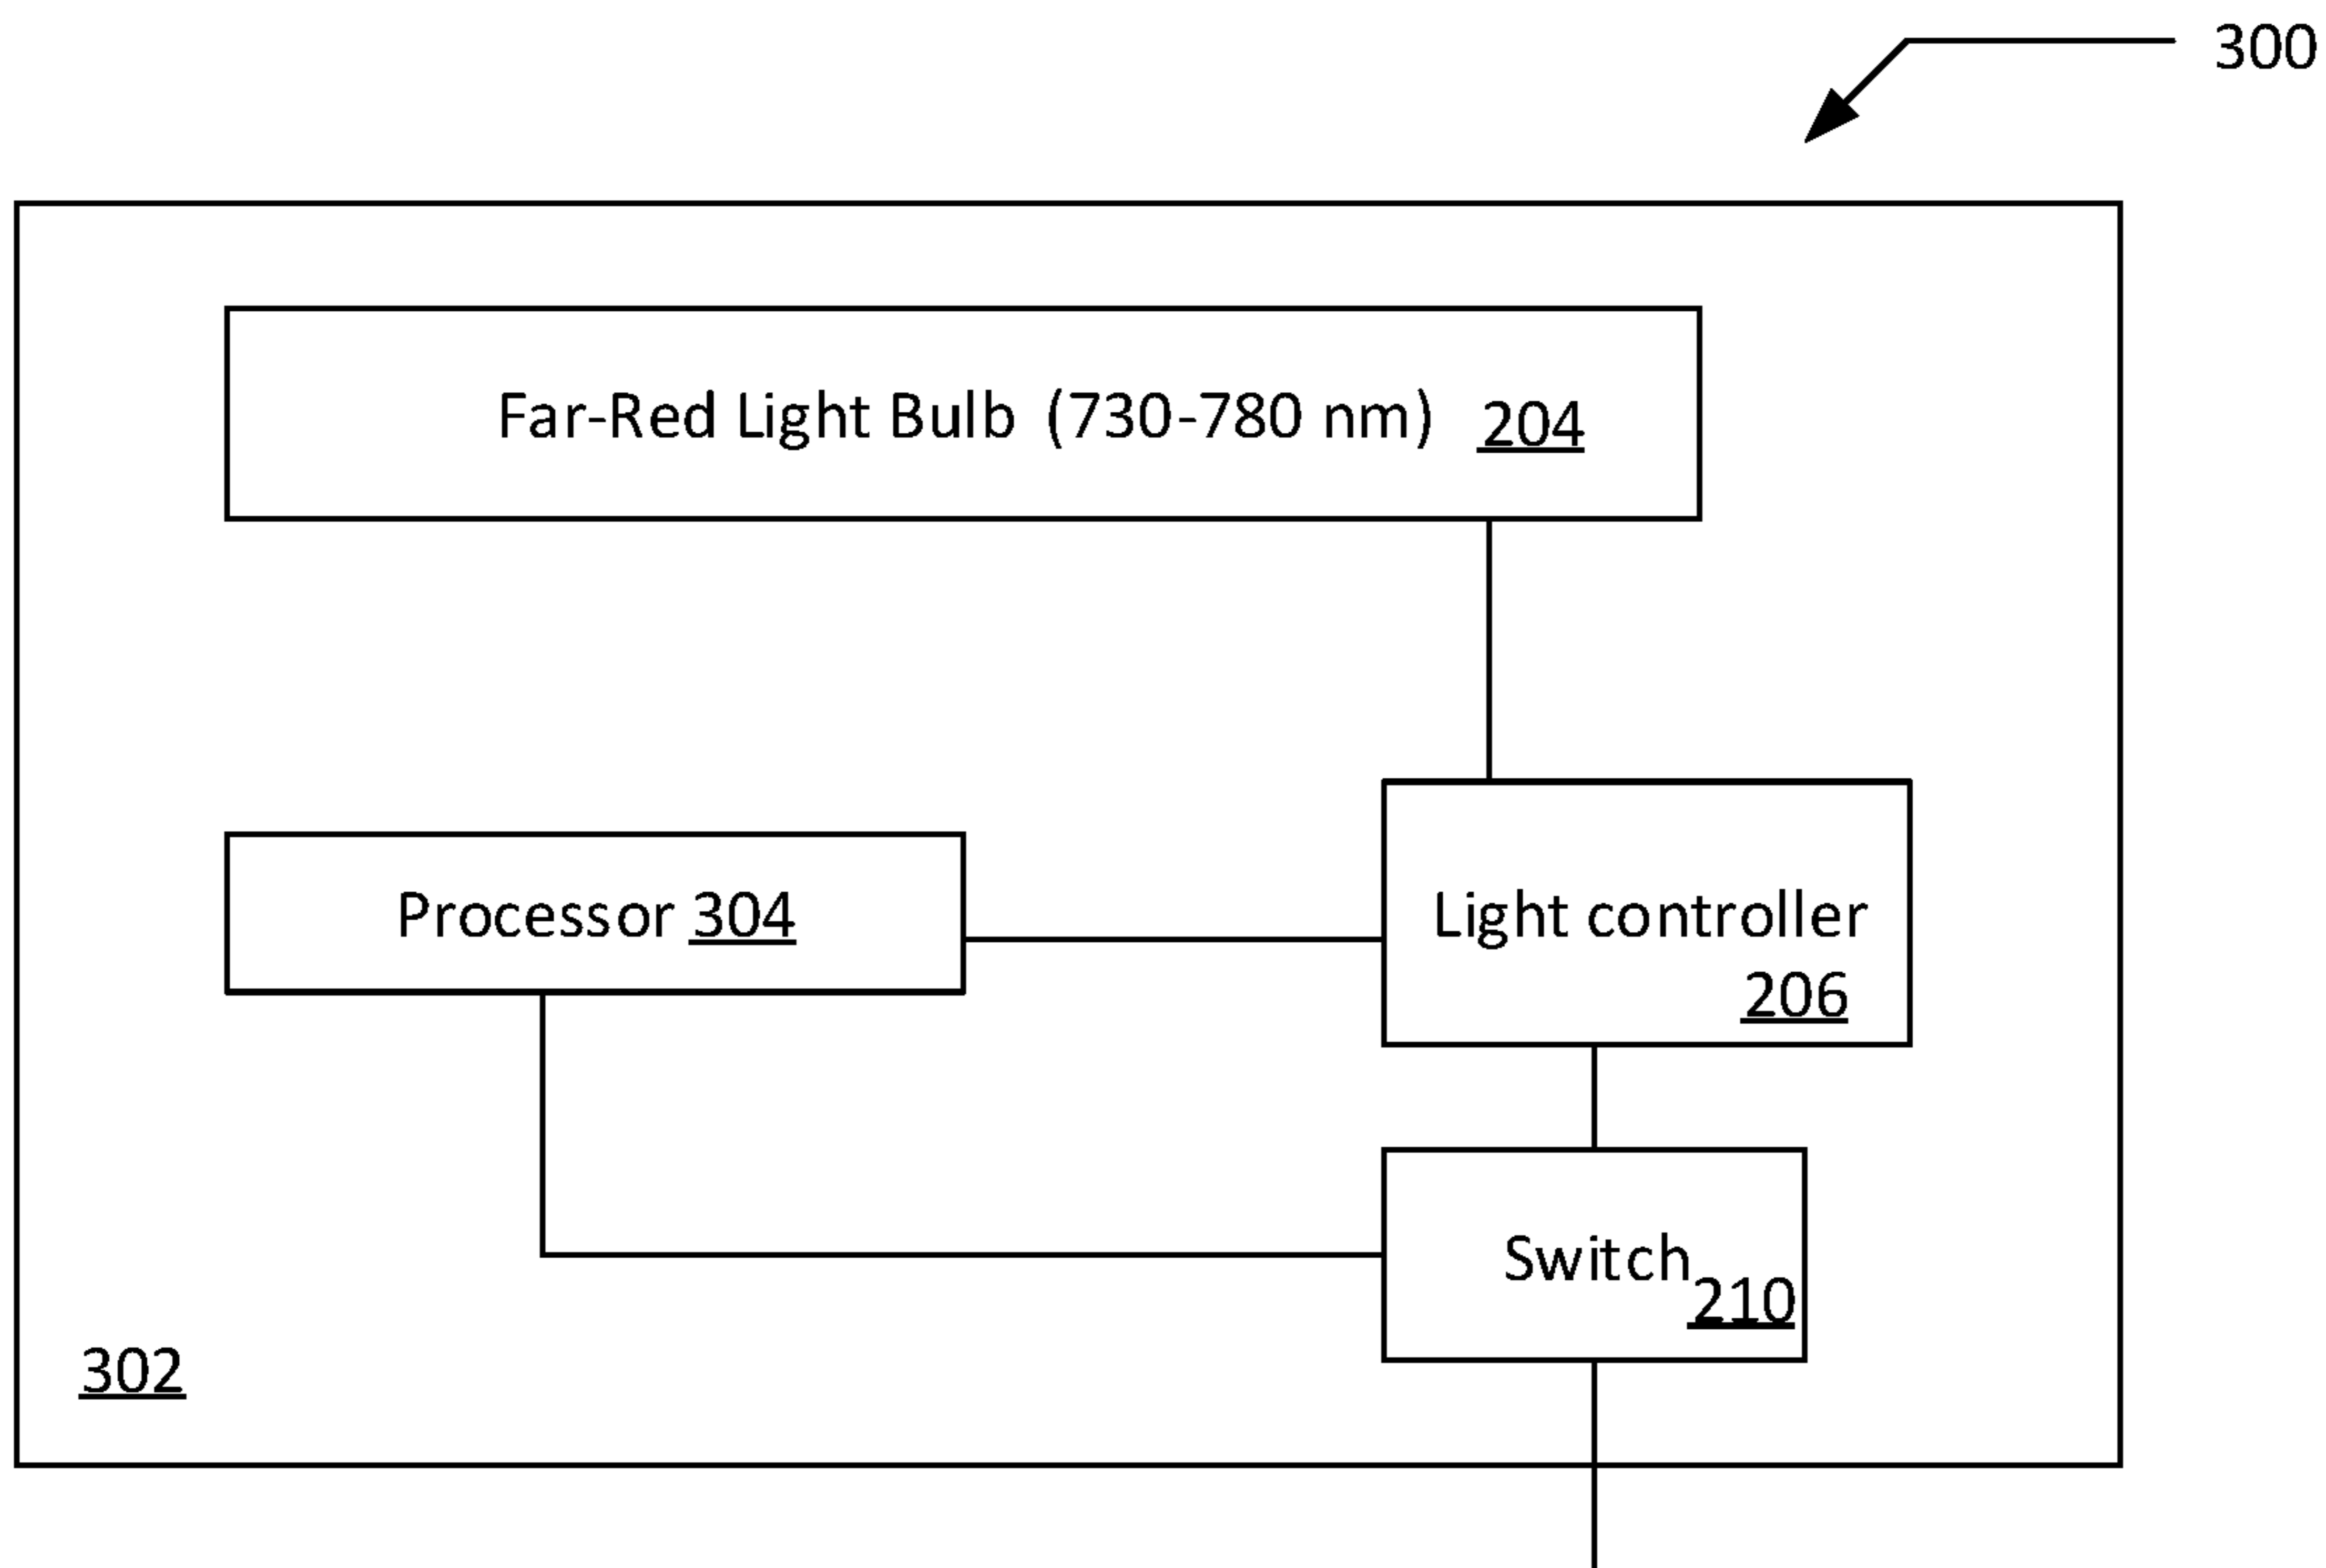 300
Far-Red Light Bulb (730-780 nm) 204
Processor 304
Light controller
206
Switch
210
302